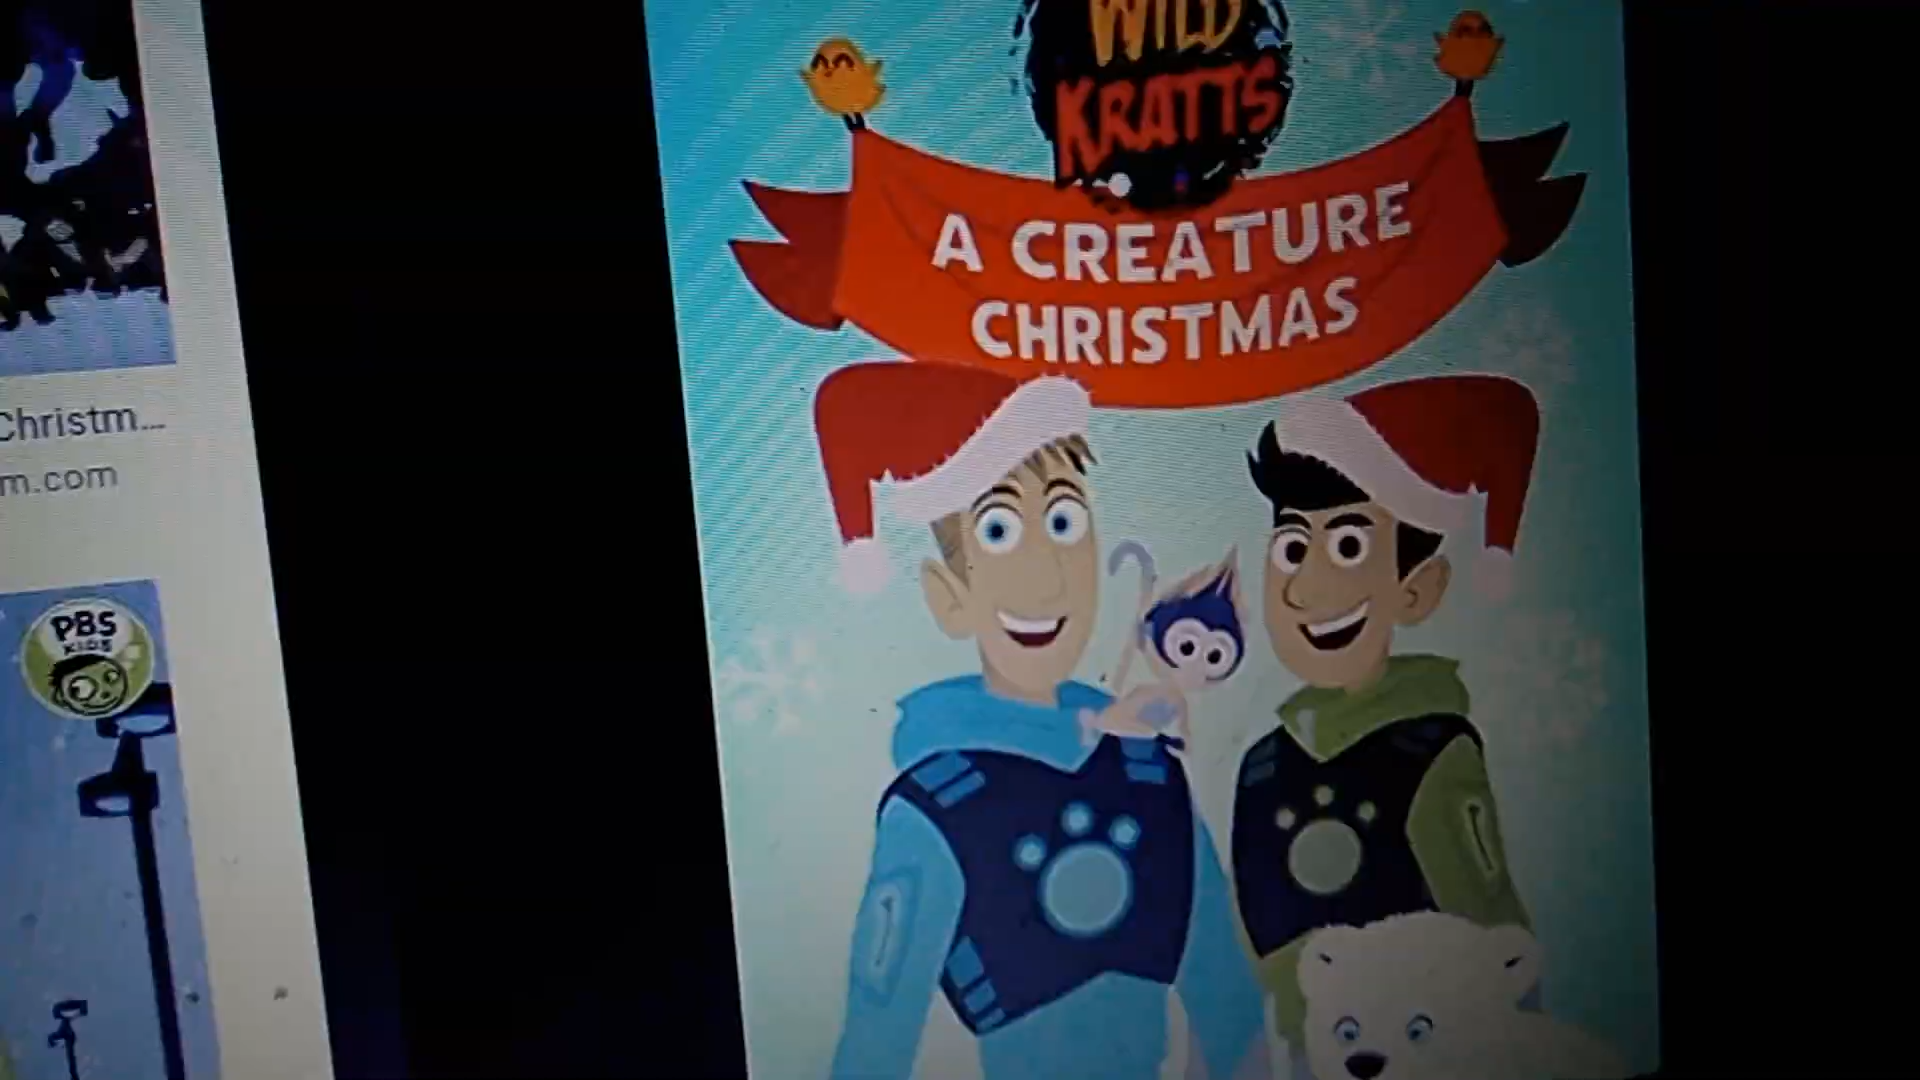 WILD
KRATTS
A CREATURE
CHRISTMAS
Christm...
m.com
PBS
KIDS